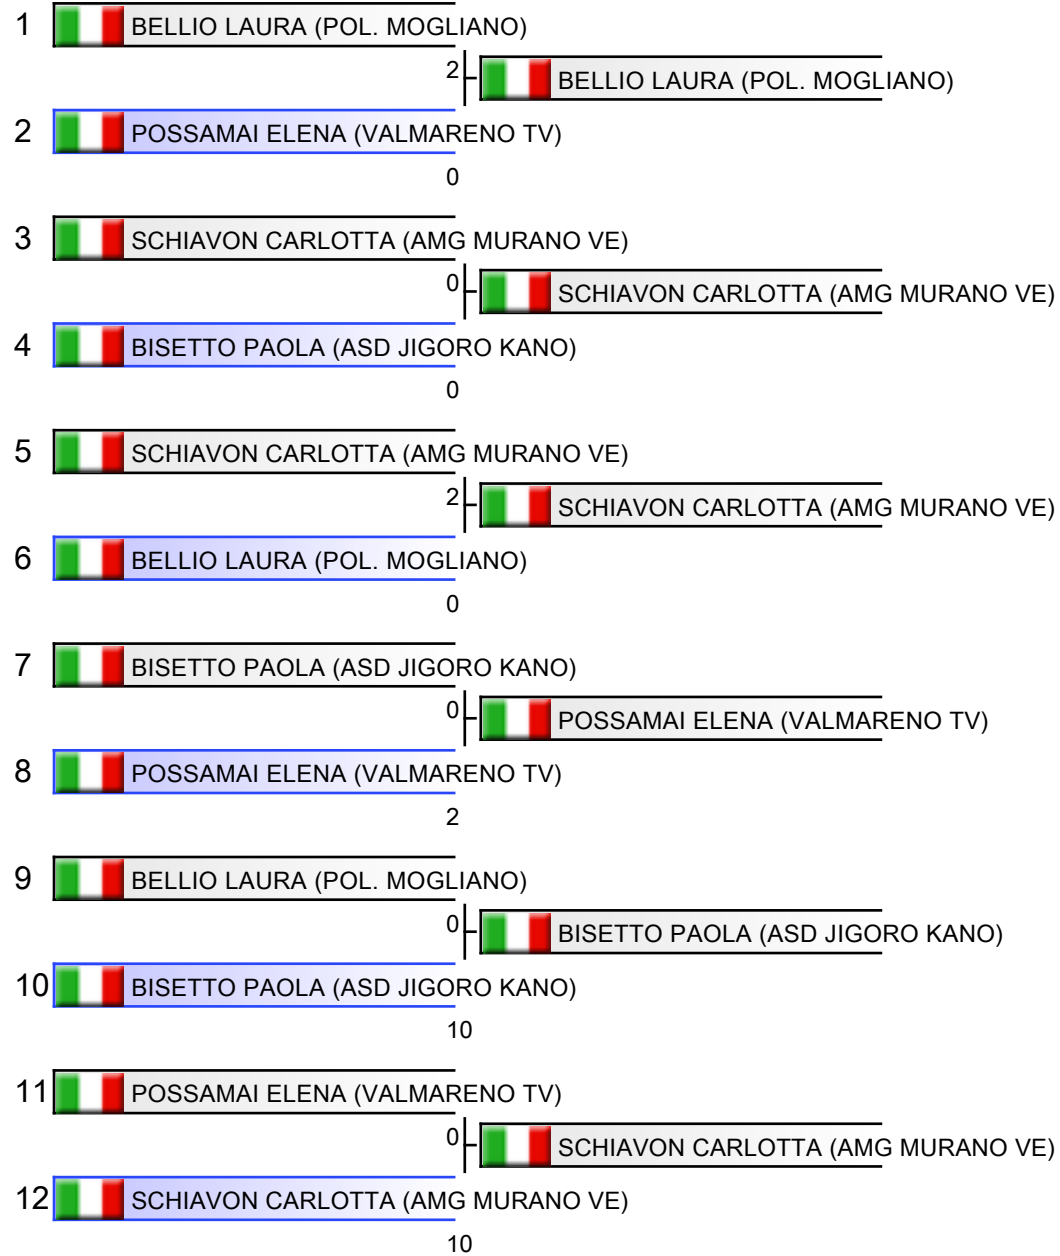 1 BELLIO LAURA (POL. MOGLIANO)
2 BELLIO LAURA (POL. MOGLIANO)
2 POSSAMAI ELENA (VALMARENO TV)
0
3 SCHIAVON CARLOTTA (AMG MURANO VE)
0 SCHIAVON CARLOTTA (AMG MURANO VE)
4 BISETTO PAOLA (ASD JIGORO KANO)
0
5 SCHIAVON CARLOTTA (AMG MURANO VE)
2 SCHIAVON CARLOTTA (AMG MURANO VE)
6 BELLIO LAURA (POL. MOGLIANO)
0
7 BISETTO PAOLA (ASD JIGORO KANO)
0 POSSAMAI ELENA (VALMARENO TV)
8 POSSAMAI ELENA (VALMARENO TV)
2
9 BELLIO LAURA (POL. MOGLIANO)
0 BISETTO PAOLA (ASD JIGORO KANO)
10 BISETTO PAOLA (ASD JIGORO KANO)
10
11 POSSAMAI ELENA (VALMARENO TV)
0 SCHIAVON CARLOTTA (AMG MURANO VE)
12 SCHIAVON CARLOTTA (AMG MURANO VE)
10